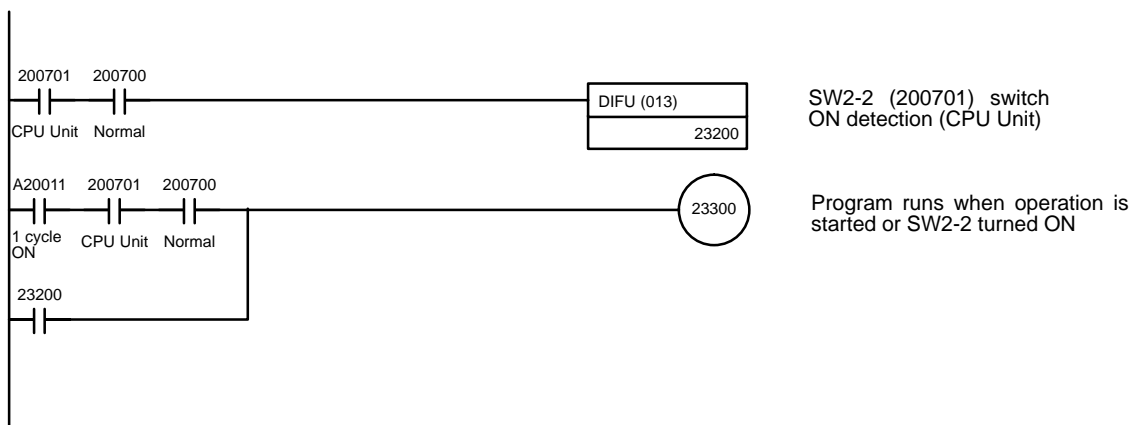 200701 200700
CPU Unit Normal
DIFU (013)
23200
SW2-2 (200701) switch
ON detection (CPU Unit)
A20011 200701 200700
1 cycle
ON
CPU Unit Normal
23300
Program runs when operation is
started or SW2-2 turned ON
23200